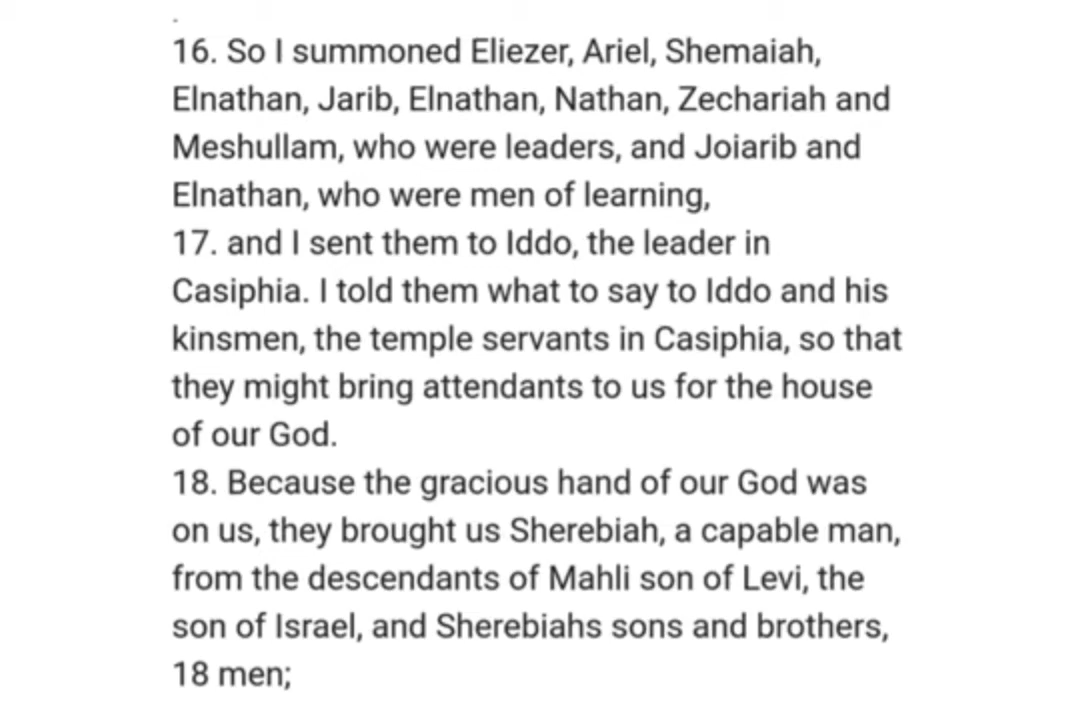 .
16. So I summoned Eliezer, Ariel, Shemaiah,
Elnathan, Jarib, Elnathan, Nathan, Zechariah and
Meshullam, who were leaders, and Joiarib and
Elnathan, who were men of learning,
17. and I sent them to Iddo, the leader in
Casiphia. I told them what to say to Iddo and his
kinsmen, the temple servants in Casiphia, so that
they might bring attendants to us for the house
of our God.
18. Because the gracious hand of our God was
on us, they brought us Sherebiah, a capable man,
from the descendants of Mahli son of Levi, the
son of Israel, and Sherebiahs sons and brothers,
18 men;